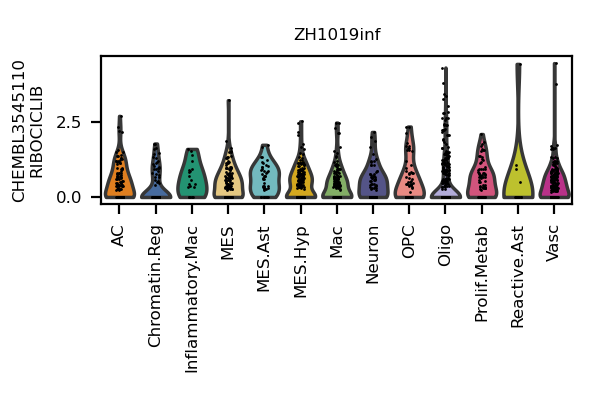 ZH1019inf
CHEMBL3545110
RIBOCICLIB
2.5
0.0
AC
Chromatin.Reg
Inflammatory.Mac
MES
MES.Ast
MES.Hyp
Mac
Neuron
OPC
Oligo
Prolif.Metab
Reactive.Ast
Vasc